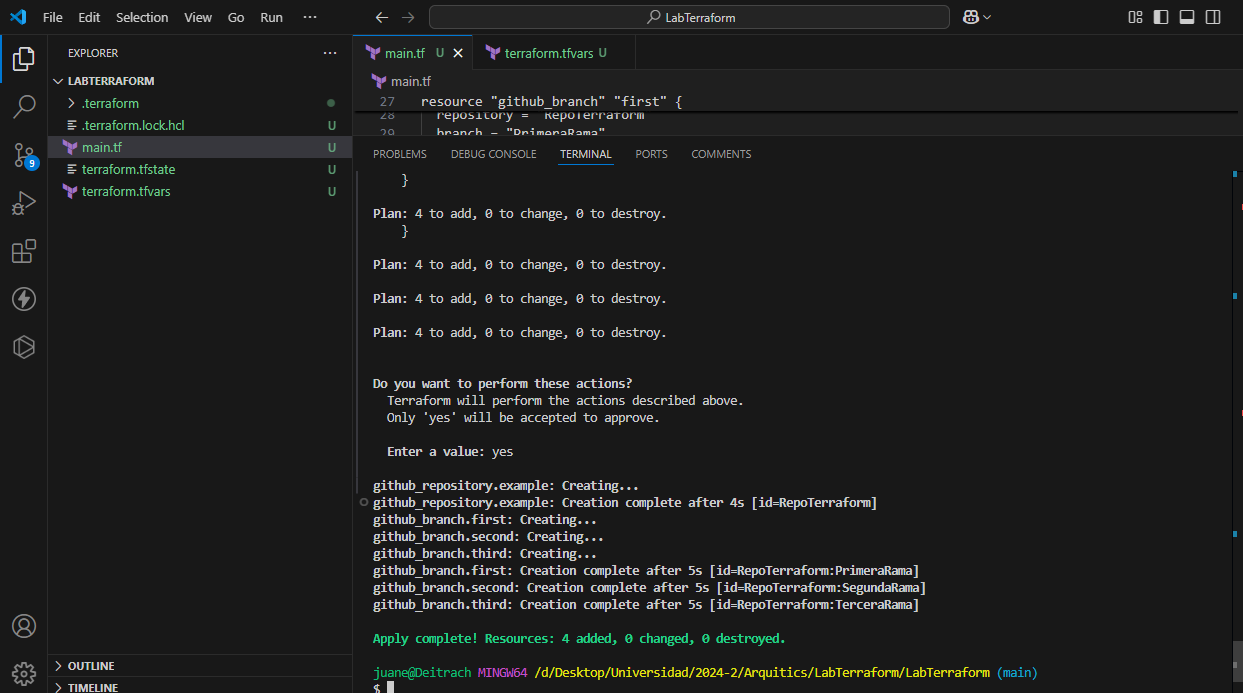 File Edit Selection View Go Run ··· LabTerraform
EXPLORER ···
LABTERRAFORM
.terraform
.terraform.lock.hcl U
main.tf U
terraform.tfstate U
terraform.tfvars U
9
OUTLINE
TIMELINE
main.tf U terraform.tfvars U
main.tf
27 resource "github_branch" "first" {
28 repository = "RepoTerraform"
29 branch = "PrimeraRama"
PROBLEMS DEBUG CONSOLE TERMINAL PORTS COMMENTS
}
Plan: 4 to add, 0 to change, 0 to destroy.
}
Plan: 4 to add, 0 to change, 0 to destroy.
Plan: 4 to add, 0 to change, 0 to destroy.
Plan: 4 to add, 0 to change, 0 to destroy.
Do you want to perform these actions?
Terraform will perform the actions described above.
Only 'yes' will be accepted to approve.
Enter a value: yes
github_repository.example: Creating...
github_repository.example: Creation complete after 4s [id=RepoTerraform]
github_branch.first: Creating...
github_branch.second: Creating...
github_branch.third: Creating...
github_branch.first: Creation complete after 5s [id=RepoTerraform:PrimeraRama]
github_branch.second: Creation complete after 5s [id=RepoTerraform:SegundaRama]
github_branch.third: Creation complete after 5s [id=RepoTerraform:TerceraRama]
Apply complete! Resources: 4 added, 0 changed, 0 destroyed.
juane@Deitrach MINGW64 /d/Desktop/Universidad/2024-2/Arquitics/LabTerraform/LabTerraform (main)
$